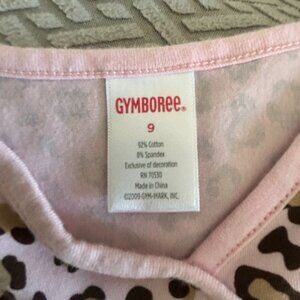 GYMBOREE®
9
92% Cotton
8% Spandex
Exclusive of decoration
RN 70530
Made in China
©2009 GYM-MARK, INC.